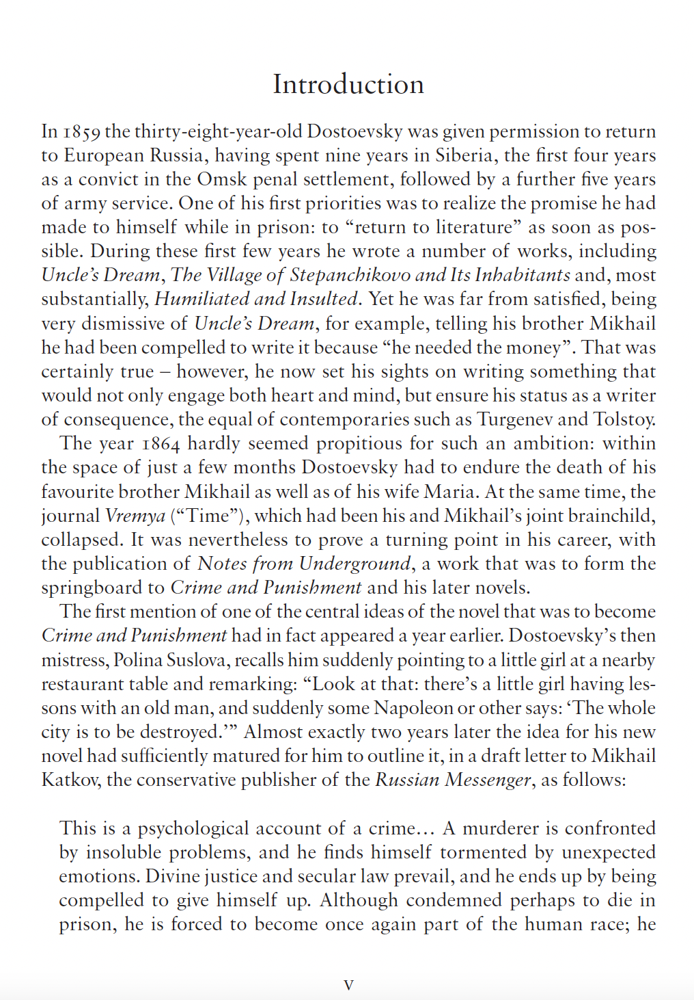 Introduction
In 1859 the thirty-eight-year-old Dostoevsky was given permission to return
to European Russia, having spent nine years in Siberia, the first four years
as a convict in the Omsk penal settlement, followed by a further five years
of army service. One of his first priorities was to realize the promise he had
made to himself while in prison: to “return to literature” as soon as pos-
sible. During these first few years he wrote a number of works, including
Uncle’s Dream, The Village of Stepanchikovo and Its Inhabitants and, most
substantially, Humiliated and Insulted. Yet he was far from satisfied, being
very dismissive of Uncle’s Dream, for example, telling his brother Mikhail
he had been compelled to write it because “he needed the money”. That was
certainly true – however, he now set his sights on writing something that
would not only engage both heart and mind, but ensure his status as a writer
of consequence, the equal of contemporaries such as Turgenev and Tolstoy.
The year 1864 hardly seemed propitious for such an ambition: within
the space of just a few months Dostoevsky had to endure the death of his
favourite brother Mikhail as well as of his wife Maria. At the same time, the
journal Vremya (“Time”), which had been his and Mikhail’s joint brainchild,
collapsed. It was nevertheless to prove a turning point in his career, with
the publication of Notes from Underground, a work that was to form the
springboard to Crime and Punishment and his later novels.
The first mention of one of the central ideas of the novel that was to become
Crime and Punishment had in fact appeared a year earlier. Dostoevsky’s then
mistress, Polina Suslova, recalls him suddenly pointing to a little girl at a nearby
restaurant table and remarking: “Look at that: there’s a little girl having les-
sons with an old man, and suddenly some Napoleon or other says: ‘The whole
city is to be destroyed.’” Almost exactly two years later the idea for his new
novel had sufficiently matured for him to outline it, in a draft letter to Mikhail
Katkov, the conservative publisher of the Russian Messenger, as follows:
This is a psychological account of a crime… A murderer is confronted
by insoluble problems, and he finds himself tormented by unexpected
emotions. Divine justice and secular law prevail, and he ends up by being
compelled to give himself up. Although condemned perhaps to die in
prison, he is forced to become once again part of the human race; he
v